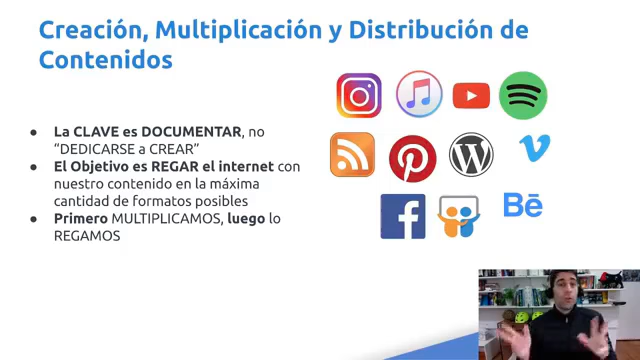 Creación, Multiplicación y Distribución de
Contenidos
● La CLAVE es DOCUMENTAR, no
“DEDICARSE a CREAR”
● El Objetivo es REGAR el internet con
nuestro contenido en la máxima
cantidad de formatos posibles
● Primero MULTIPLICAMOS, luego lo
REGAMOS
Bē